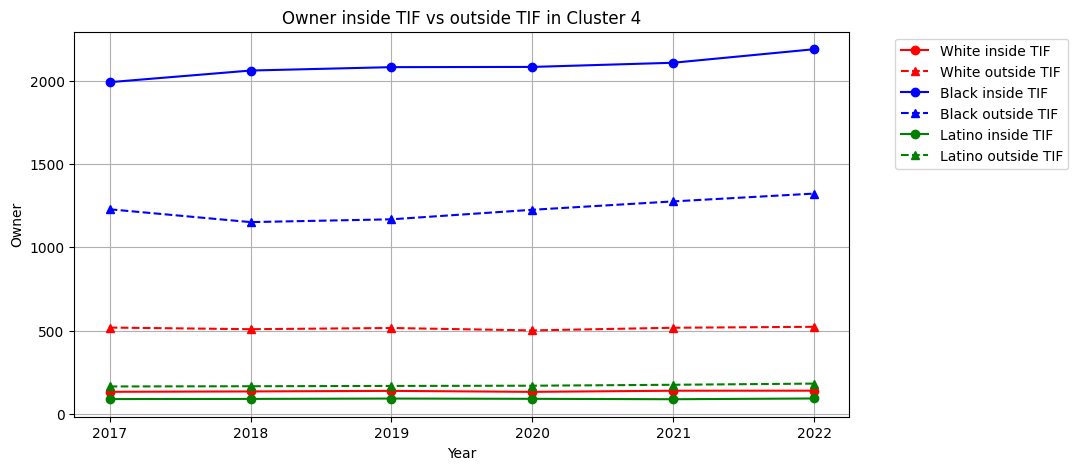 Owner inside TIF vs outside TIF in Cluster 4
White inside TIF
White outside TIF
Black inside TIF
Black outside TIF
Latino inside TIF
Latino outside TIF
2000
1500
1000
500
0
Owner
2017 2018 2019 2020 2021 2022
Year